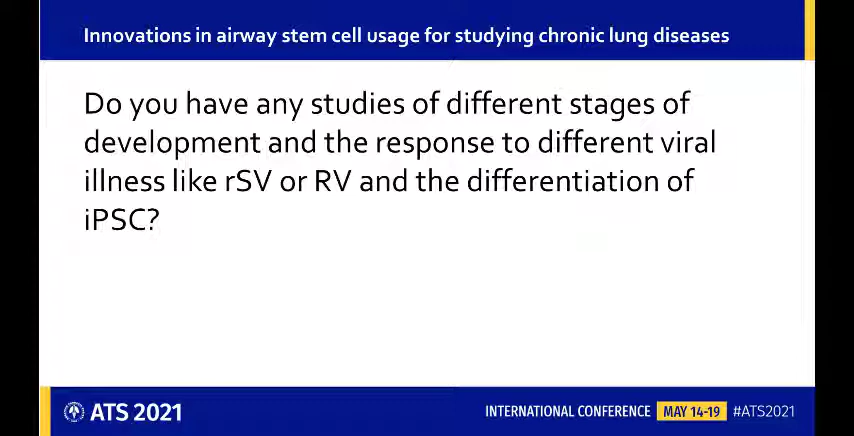 Innovations in airway stem cell usage for studying chronic lung diseases
Do you have any studies of different stages of
development and the response to different viral
illness like rSV or RV and the differentiation of
iPSC?
ATS 2021
INTERNATIONAL CONFERENCE MAY 14-19 #ATS2021